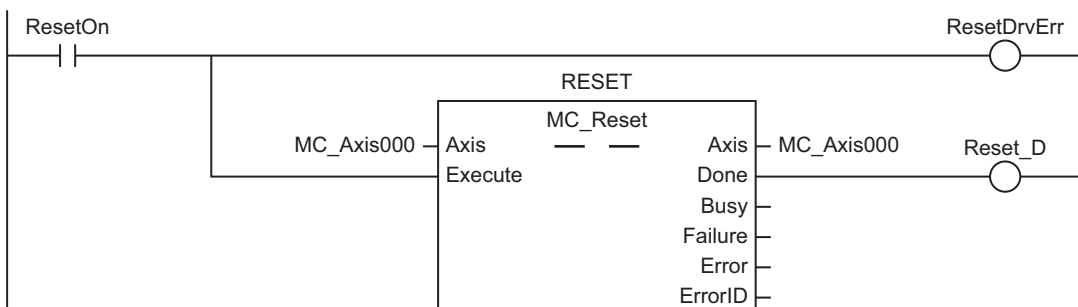 ResetOn
ResetDrvErr
RESET
MC_Reset
MC_Axis000
Axis
Axis
MC_Axis000
Reset_D
Execute
Done
Busy
Failure
Error
ErrorID